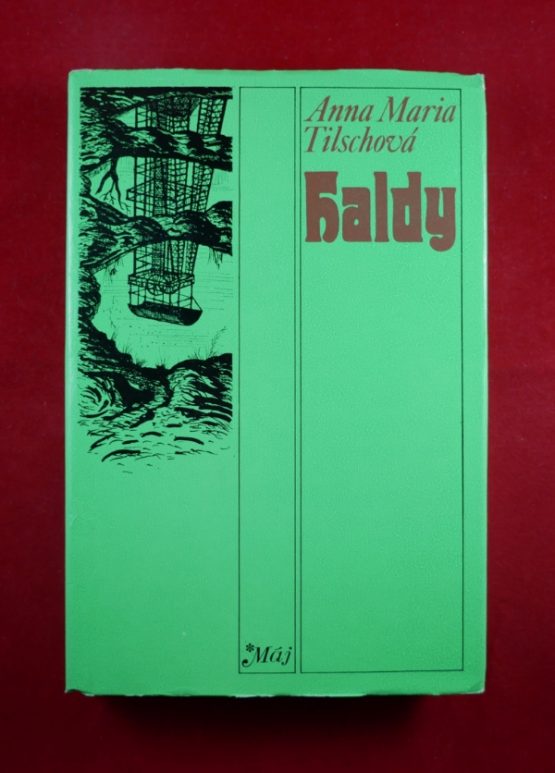 Anna Maria
Tilschová
haldy
*Máj